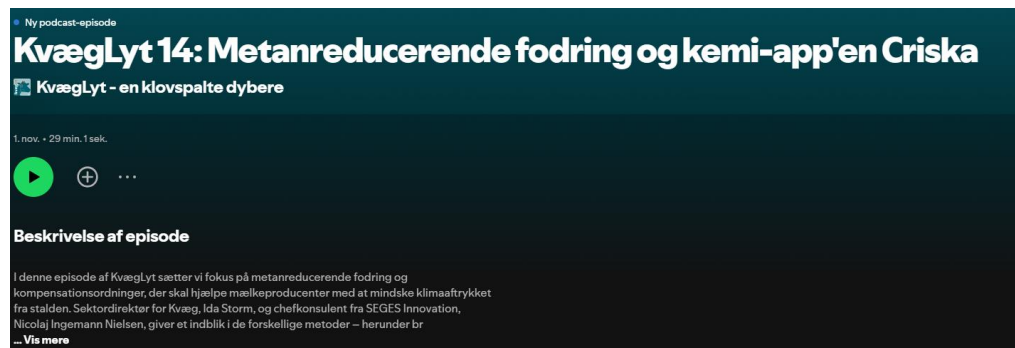 Ny podcast-episode
KvægLyt 14: Metanreducerende fodring og kemi-app'en Criska
KvægLyt - en klovspalte dybere
1. nov. • 29 min. 1 sek.
Beskrivelse af episode
I denne episode af KvægLyt sætter vi fokus på metanreducerende fodring og
kompensationsordninger, der skal hjælpe mælkeproducenter med at mindske klimaaftrykket
fra stalden. Sektordirektør for Kvæg, Ida Storm, og chefkonsulent fra SEGES Innovation,
Nicolaj Ingemann Nielsen, giver et indblik i de forskellige metoder – herunder br
... Vis mere